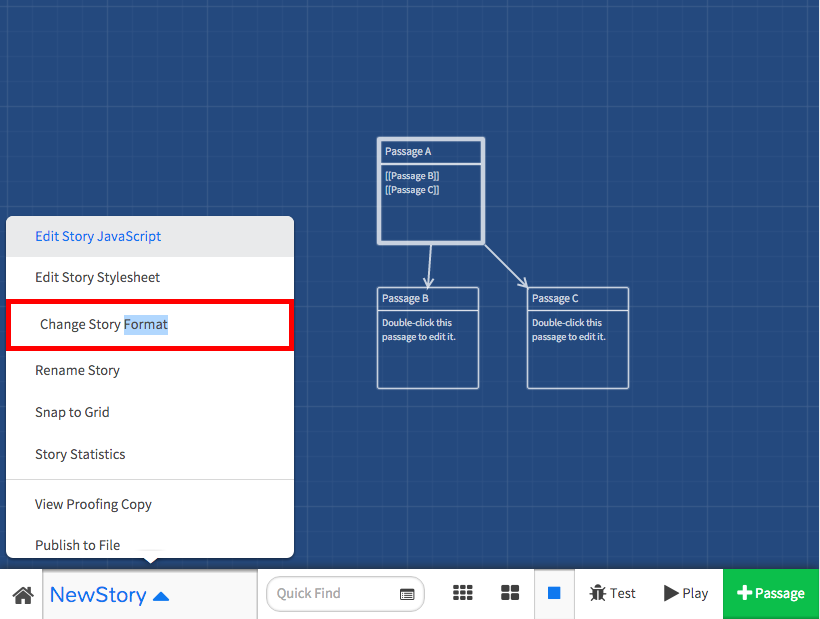 Passage A
[[Passage B]]
[[Passage C]]
Passage B
Double-click this
passage to edit it.
Passage C
Double-click this
passage to edit it.
Edit Story JavaScript
Edit Story Stylesheet
Change Story Format
Rename Story
Snap to Grid
Story Statistics
View Proofing Copy
Publish to File
NewStory
Quick Find
Test
Play
Passage